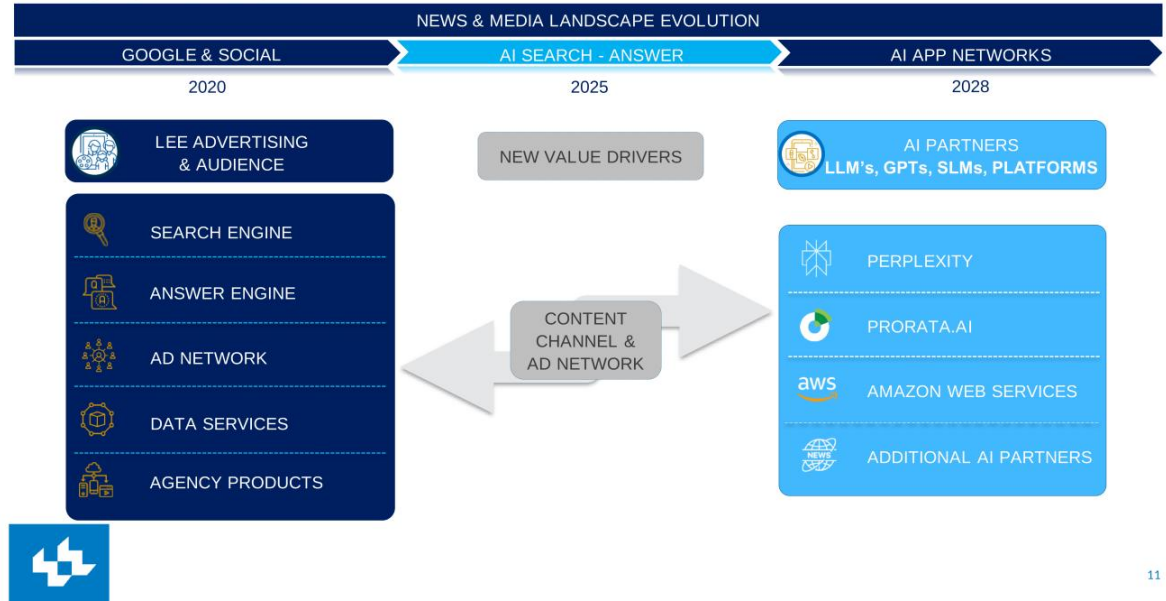 NEWS & MEDIA LANDSCAPE EVOLUTION
GOOGLE & SOCIAL
AI SEARCH - ANSWER
AI APP NETWORKS
2020
2025
2028
LEE ADVERTISING
& AUDIENCE
NEW VALUE DRIVERS
AI PARTNERS
LLM's, GPTs, SLMs, PLATFORMS
SEARCH ENGINE
ANSWER ENGINE
AD NETWORK
DATA SERVICES
AGENCY PRODUCTS
CONTENT
CHANNEL &
AD NETWORK
PERPLEXITY
PRORATA.AI
aws
AMAZON WEB SERVICES
NEWS
ADDITIONAL AI PARTNERS
11